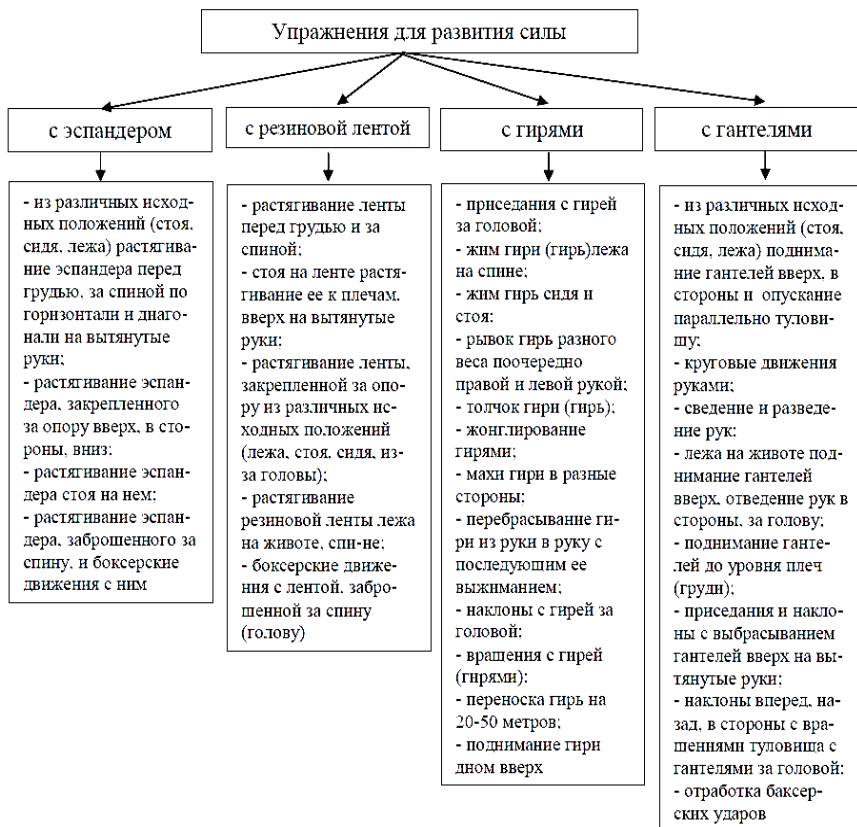 Упражнения для развития силы
с эспандером
с резиновой лентой
с гирями
с гантелями
- из различных исход-
ных положений (стоя,
сидя, лежа) растягива-
ние эспандера перед
грудью, за спиной по
горизонтали и диаго-
нали на вытянутые
руки;
- растягивание эспан-
дера, закрепленного
за опору вверх, в сто-
роны, вниз;
- растягивание эспан-
дера стоя на нем;
- растягивание эспан-
дера, заброшенного за
спину, и боксерские
движения с ним
- растягивание ленты
перед грудью и за
спиной;
- стоя на ленте растя-
гивание ее к плечам,
вверх на вытянутые
руки;
- растягивание ленты,
закрепленной за опо-
ру из различных ис-
ходных положений
(лежа, стоя, сидя, из-
за головы);
- растягивание
резиновой ленты лежа
на животе, спи-не;
- боксерские движе-
ния с лентой, забро-
шенной за спину
(голову)
- приседания с гирей
за головой;
- жим гири (гирь)лежа
на спине;
- жим гирь сидя и
стоя;
- рывок гирь разного
веса поочередно
правой и левой рукой;
- толчок гири (гирь);
- жонглирование
гирями;
- махи гири в разные
стороны;
- перебрасывание ги-
ри из руки в руку с
последующим ее
выжиманием;
- наклоны с гирей за
головой;
- вращения с гирей
(гирями);
- переноска гирь на
20-50 метров;
- поднимание гири
дном вверх
- из различных исход-
ных положений (стоя,
сидя, лежа) поднима-
ние гантелей вверх, в
стороны и опускание
параллельно тулови-
щу;
- круговые движения
руками;
- сведение и разведе-
ние рук;
- лежа на животе под-
нимание гантелей
вверх, отведение рук в
стороны, за голову;
- поднимание ганте-
лей до уровня плеч
(груди);
- приседания и накло-
ны с выбрасыванием
гантелей вверх на вы-
тянутые руки;
- наклоны вперед, на-
зад, в стороны с вра-
щениями туловища с
гантелями за головой;
- отработка баксер-
ских ударов